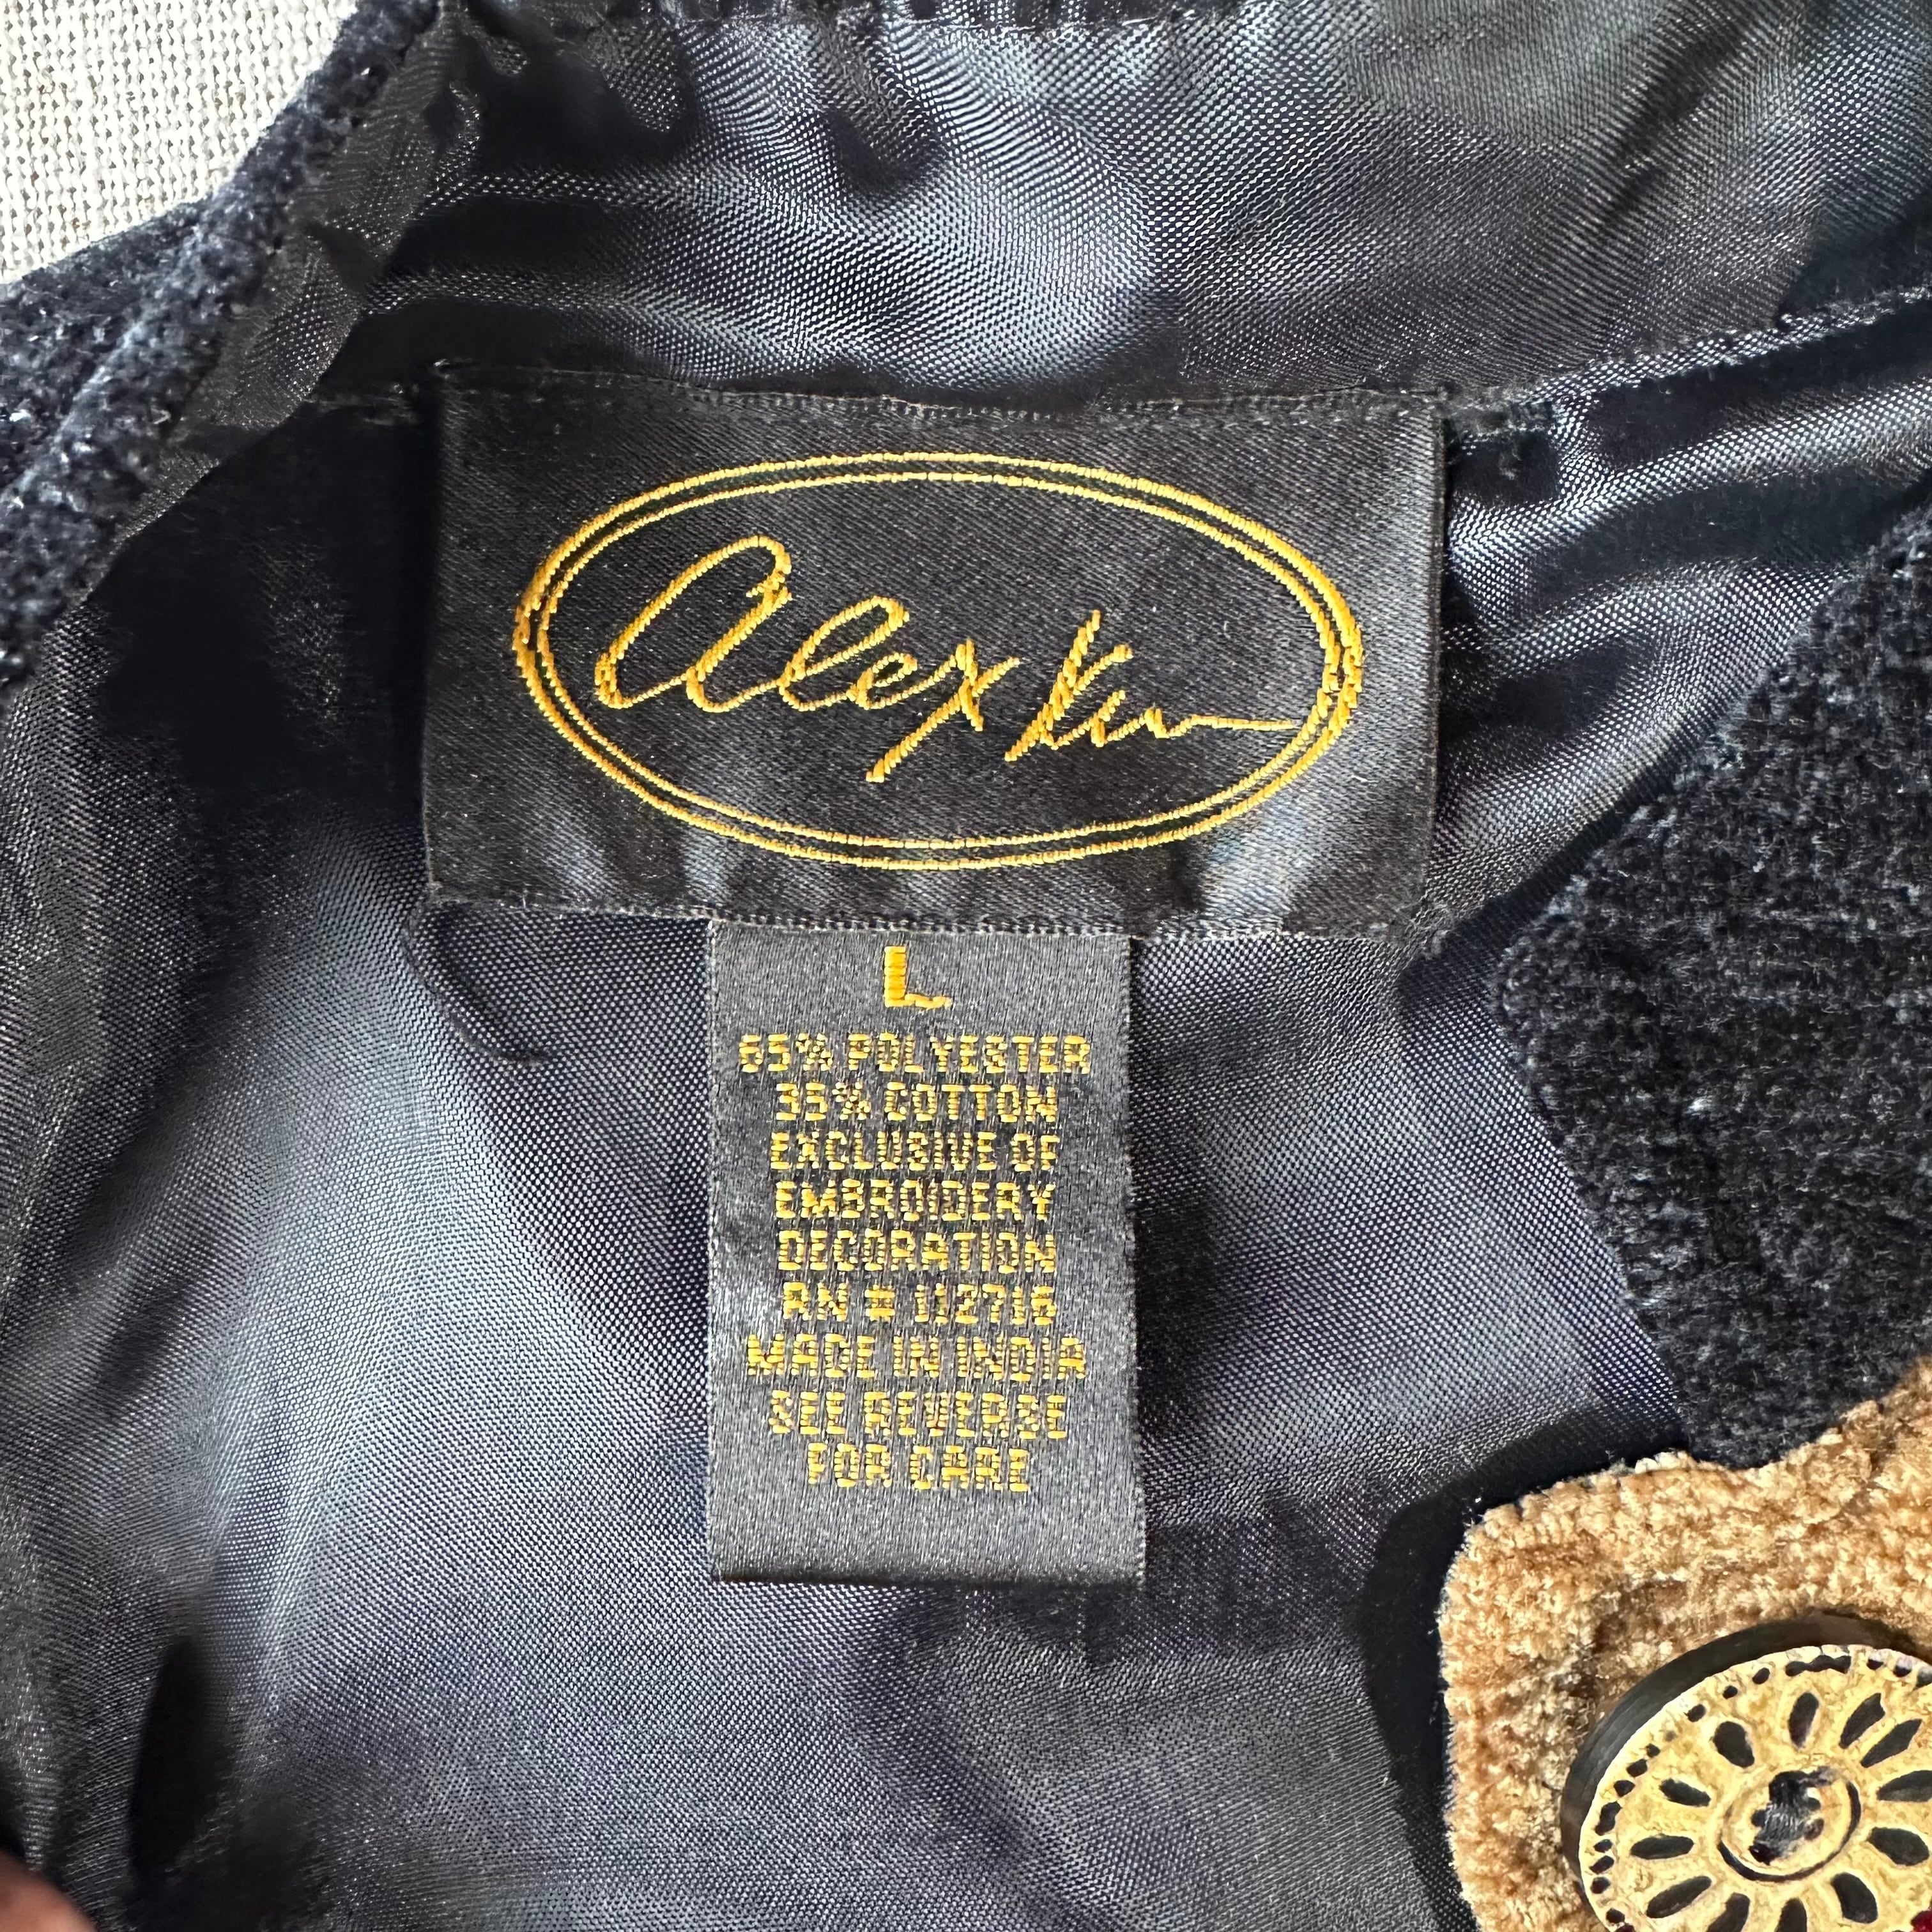 Alex Kim
L
65% POLYESTER
35% COTTON
EXCLUSIVE OF
EMBROIDERY
DECORATION
RN # 112716
MADE IN INDIA
SEE REVERSE
FOR CARE